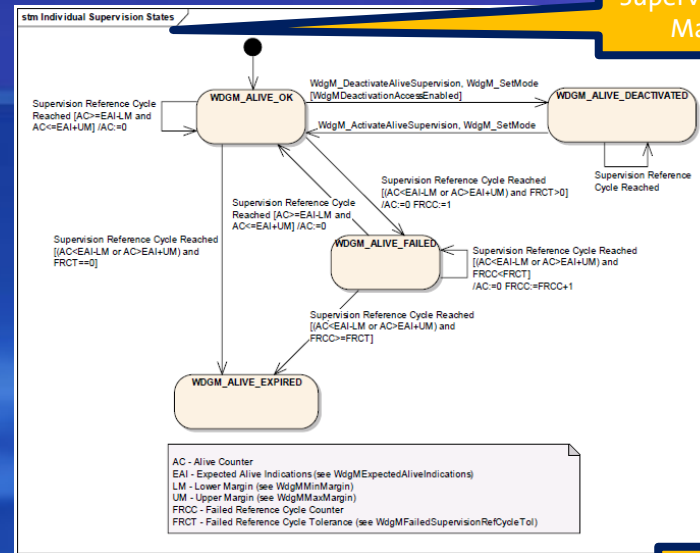 Supervis
Ma
stm Individual Supervision States
WDGM_ALIVE_OK
WdgM_DeactivateAliveSupervision, WdgM_SetMode
[WdgMDeactivationAccessEnabled]
WDGM_ALIVE_DEACTIVATED
Supervision Reference Cycle
Reached [AC>=EAI-LM and
AC<=EAI+UM] /AC:=0
WdgM_ActivateAliveSupervision, WdgM_SetMode
Supervision Reference
Cycle Reached
Supervision Reference Cycle Reached
[(AC<EAI-LM or AC>EAI+UM) and FRCT>0]
/AC:=0 FRCC:=1
Supervision Reference Cycle
Reached [AC>=EAI-LM and
AC<=EAI+UM] /AC:=0
Supervision Reference Cycle Reached
[(AC<EAI-LM or AC>EAI+UM) and
FRCT==0]
WDGM_ALIVE_FAILED
Supervision Reference Cycle Reached
[(AC<EAI-LM or AC>EAI+UM) and
FRCC<FRCT]
/AC:=0 FRCC:=FRCC+1
Supervision Reference Cycle Reached
[(AC<EAI-LM or AC>EAI+UM) and
FRCC>=FRCT]
WDGM_ALIVE_EXPIRED
AC - Alive Counter
EAI - Expected Alive Indications (see WdgMExpectedAliveIndications)
LM - Lower Margin (see WdgMMinMargin)
UM - Upper Margin (see WdgMMaxMargin)
FRCC - Failed Reference Cycle Counter
FRCT - Failed Reference Cycle Tolerance (see WdgMFailedSupervisionRefCycleTol)